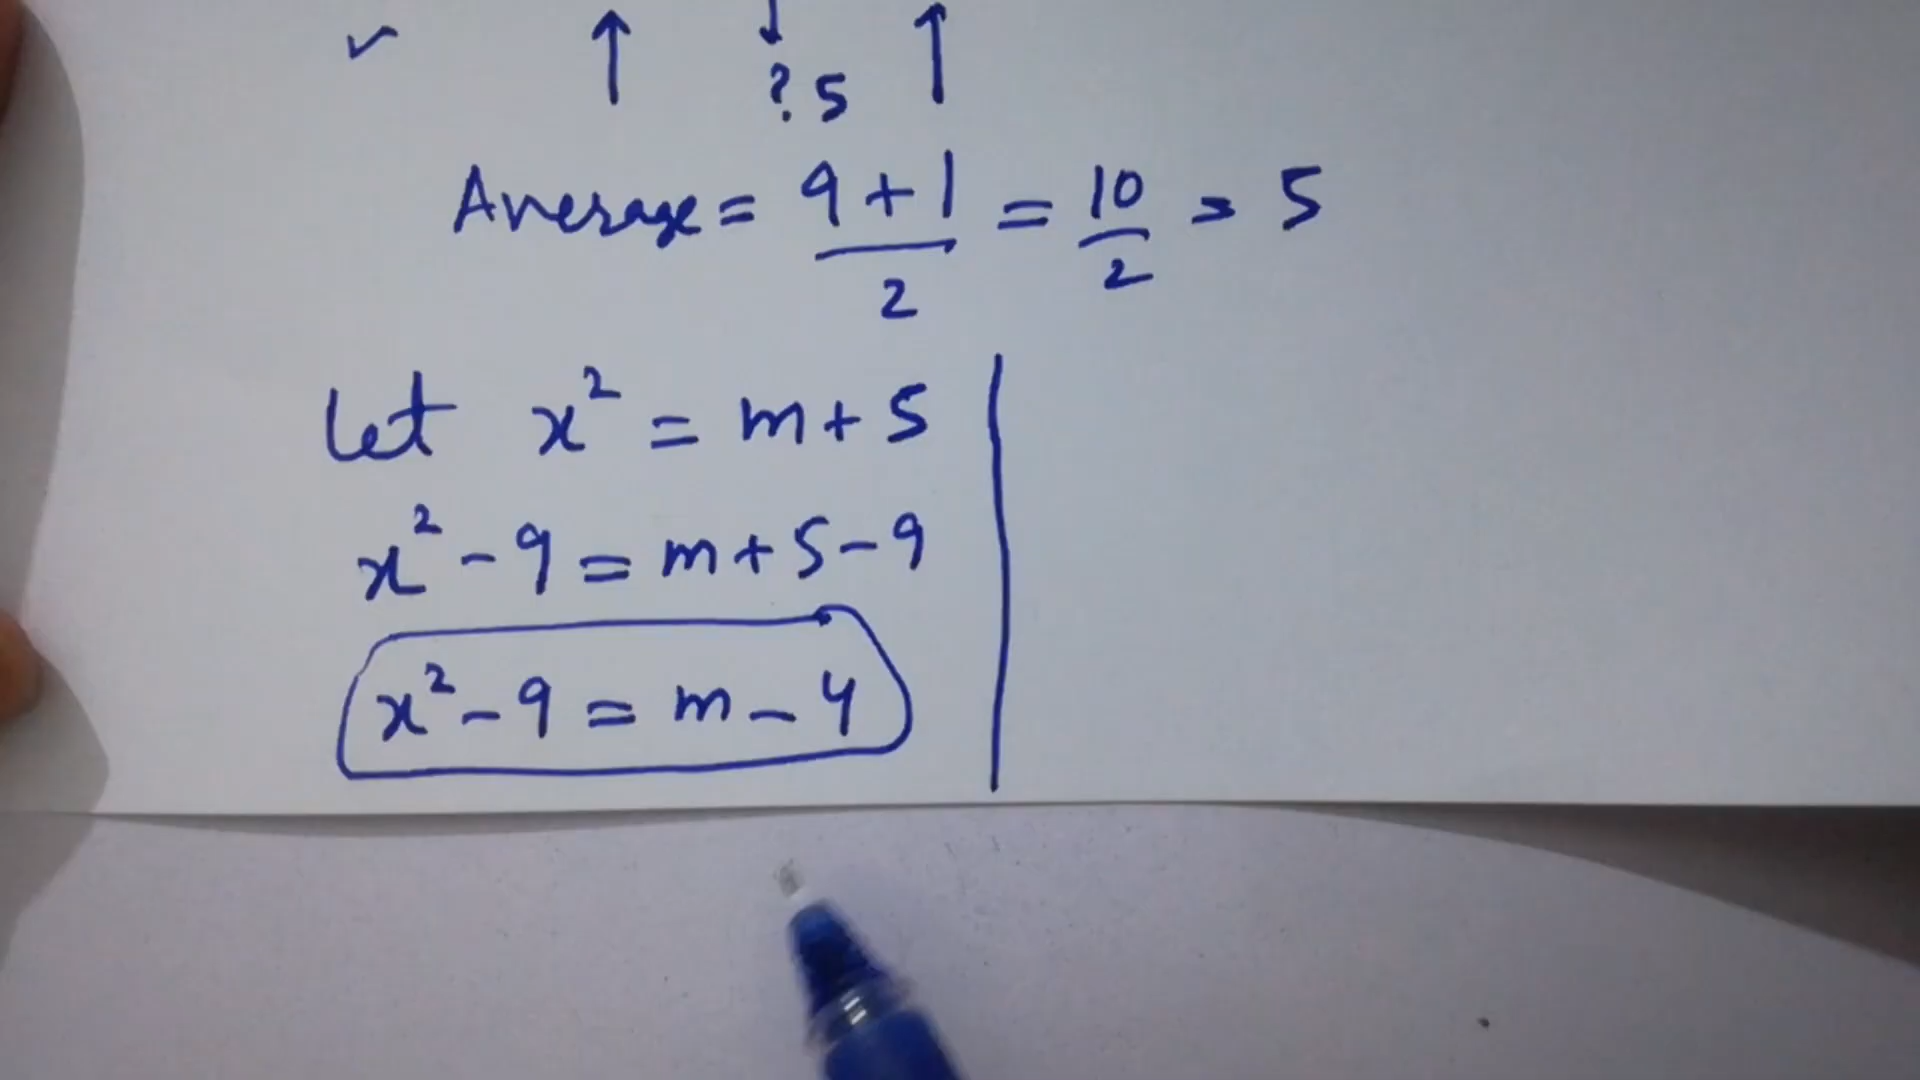 ✓ ↑ ↓ ↑
? 5
Average = 9 + 1 / 2 = 10 / 2 = 5
Let x² = m + 5
x² - 9 = m + 5 - 9
x² - 9 = m - 4